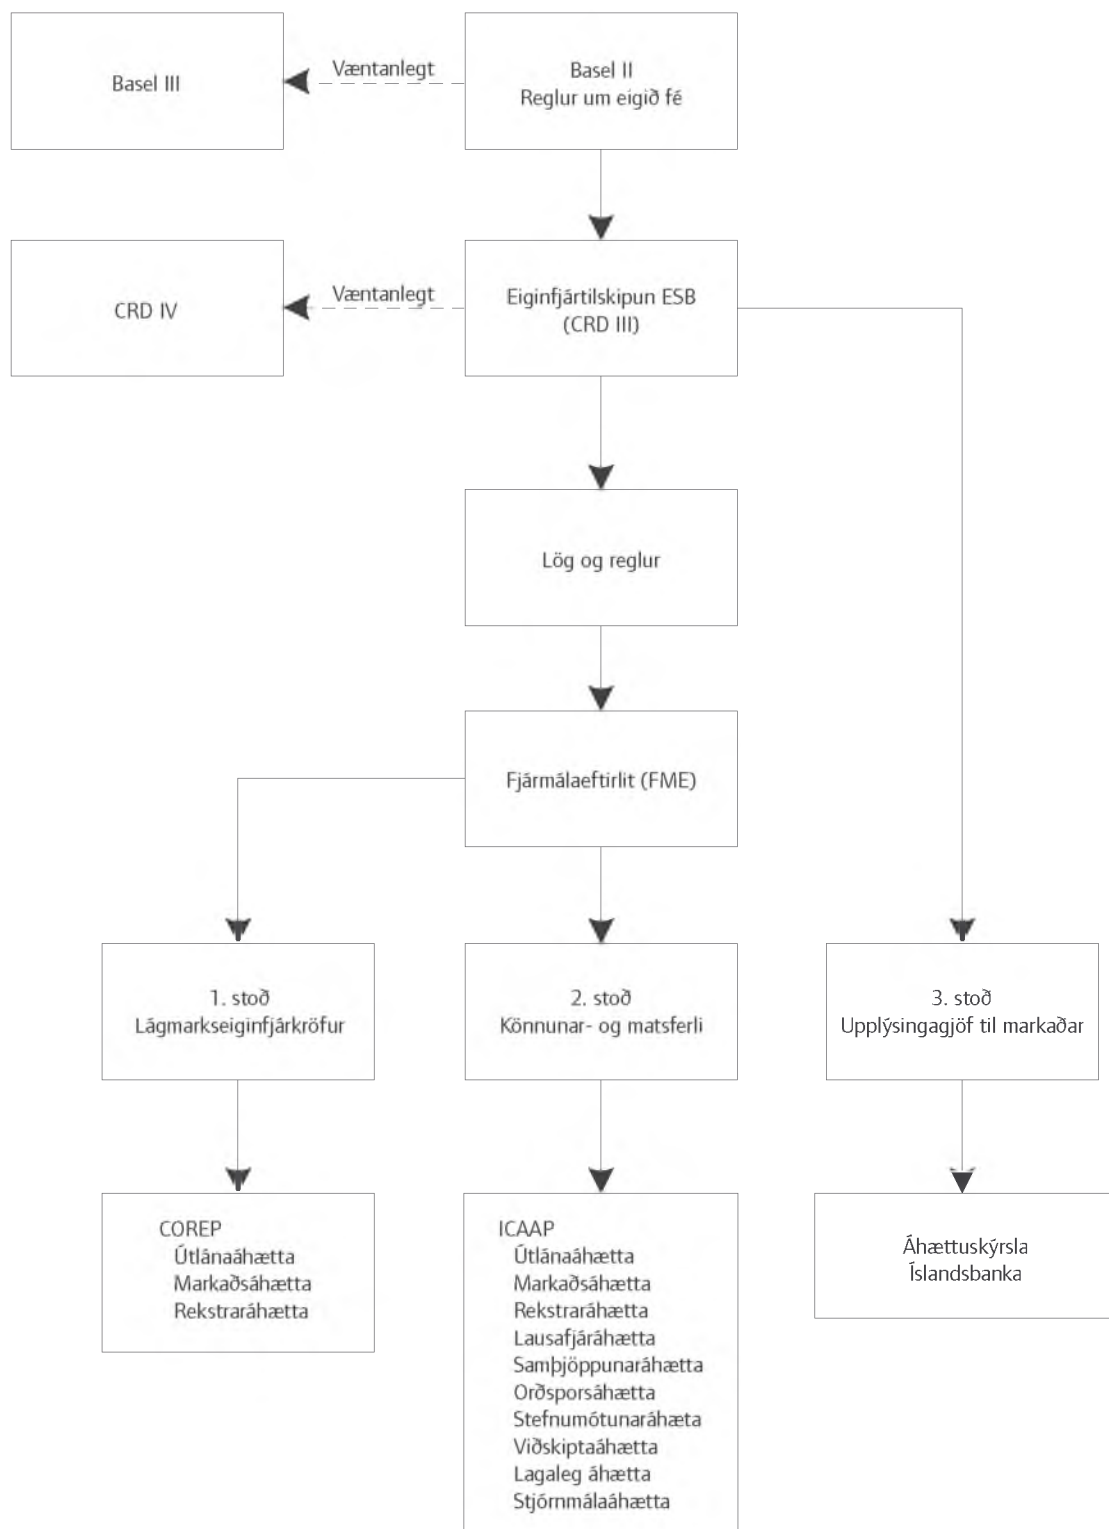 Basel III
Væntanlegt
Basel II
Reglur um eigið fé
CRD IV
Væntanlegt
Eiginfjártilskipun ESB
(CRD III)
Lög og reglur
Fjármálaeftirlit (FME)
1. stoð
Lágmarkseiginfjárkröfur
2. stoð
Könnunar- og matsferli
3. stoð
Upplýsingagjöf til markaðar
COREP
Útlánaáhætta
Markaðsáhætta
Rekstraráhætta
ICAAP
Útlánaáhætta
Markaðsáhætta
Rekstraráhætta
Lausafjáráhætta
Samþjöppunaráhætta
Orðsporsáhætta
Stefnumótunaráhæta
Viðskiptaáhætta
Lagaleg áhætta
Stjórnmálaáhætta
Áhættuskýrsla
Íslandsbanka